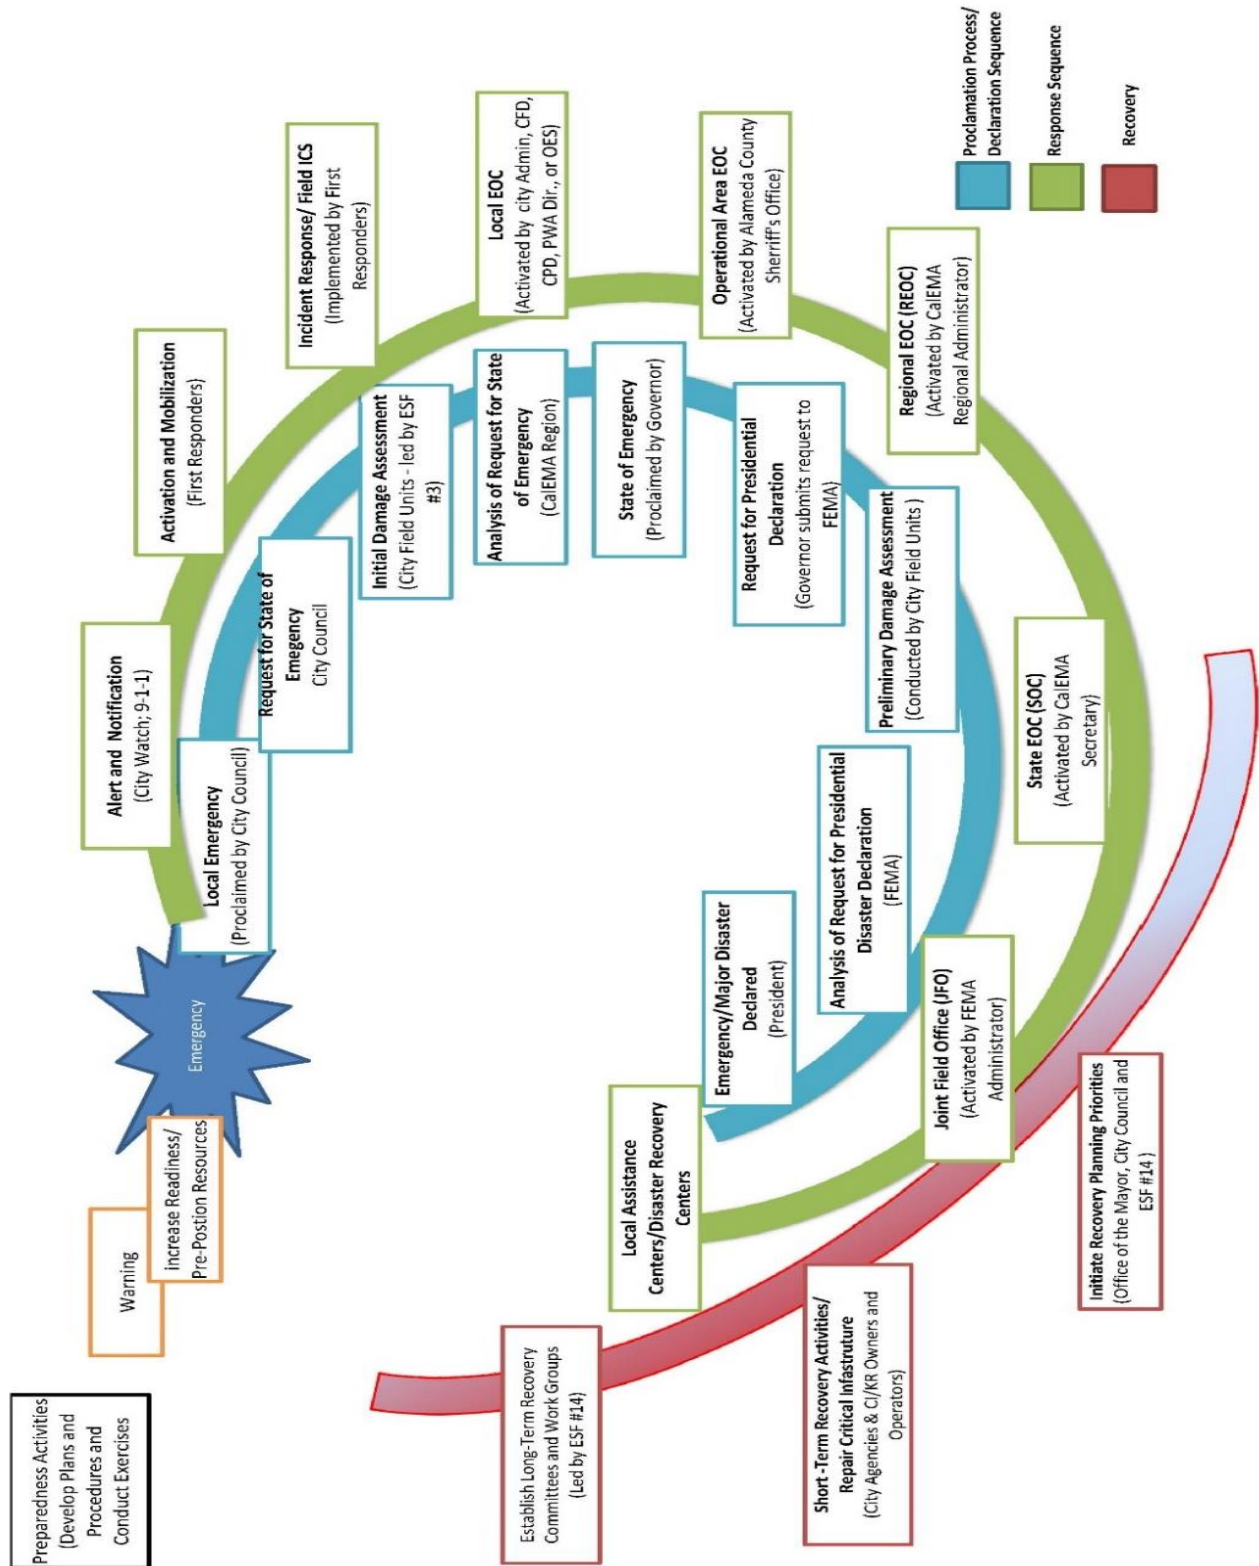 Preparedness Activities
(Develop Plans and
Procedures and
Conduct Exercises
Warning
Increase Readiness/
Pre-Postion Resources
Emergency
Alert and Notification
(City Watch; 9-1-1)
Activation and Mobilization
(First Responders)
Incident Response/ Field ICS
(Implemented by First
Responders)
Local EOC
(Activated by city Admin, CFD,
CPD, PWA Dir., or OES)
Operational Area EOC
(Activated by Alameda County
Sherriff's Office)
Regional EOC (REOC)
(Activated by CalEMA
Regional Administrator)
State EOC (SOC)
(Activated by CalEMA
Secretary)
Joint Field Office (JFO)
(Activated by FEMA
Administrator)
Local Assistance
Centers/Disaster Recovery
Centers
Local Emergency
(Proclaimed by City Council)
Request for State of
Emegency
City Council
Initial Damage Assessment
(City Field Units - led by ESF
#3)
Analysis of Request for State
of Emergency
(CalEMA Region)
State of Emergency
(Proclaimed by Governor)
Request for Presidential
Declaration
(Governor submits request to
FEMA)
Preliminary Damage Assessment
(Conducted by City Field Units )
Analysis of Request for Presidential
Disaster Declaration
(FEMA)
Emergency/Major Disaster
Declared
(President)
Establish Long-Term Recovery
Committees and Work Groups
(Led by ESF #14)
Short -Term Recovery Activities/
Repair Critical Infastruture
(City Agencies & CI/KR Owners and
Operators)
Initiate Recovery Planning Priorities
(Office of the Mayor, City Council and
ESF #14)
Proclamation Process/
Declaration Sequence
Response Sequence
Recovery